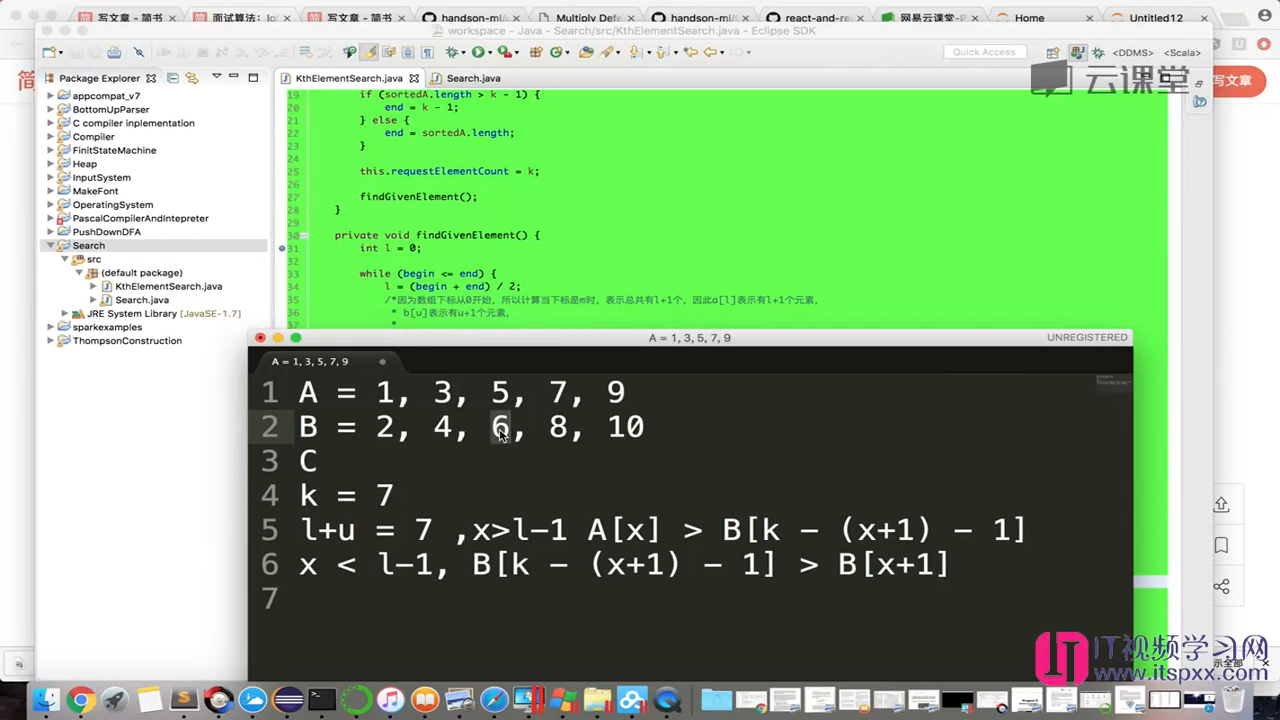 写文章 - 简书
面试算法：
写文章 - 简书
写文章 - 简书
handson-ml
Multiply Defe
handson-ml
react-and-re
网易云课堂-P
Home
Untitled12
workspace - Java - Search/src/KthElementSearch.java - Eclipse SDK
Quick Access
<DDMS>
<Scala>
云课堂
写文章
Package Explorer
KthElementSearch.java
Search.java
appcompat_v7
BottomUpParser
C compiler inplementation
Compiler
FinitStateMachine
Heap
InputSystem
MakeFont
OperatingSystem
PascalCompilerAndIntepreter
PushDownDFA
Search
src
(default package)
KthElementSearch.java
Search.java
JRE System Library [JavaSE-1.7]
sparkexamples
ThompsonConstruction
19 if (sortedA.length > k - 1) {
20 end = k - 1;
21 } else {
22 end = sortedA.length;
23 }
24
25 this.requestElementCount = k;
26
27 findGivenElement();
28 }
29
30 private void findGivenElement() {
31 int l = 0;
32
33 while (begin <= end) {
34 l = (begin + end) / 2;
35 /*因为数组下标从0开始，所以计算当下标是m时，表示总共有l+1个，因此a[l]表示有l+1个元素，
36 * b[u]表示有u+1个元素，
37 *
A = 1, 3, 5, 7, 9
UNREGISTERED
A = 1, 3, 5, 7, 9
1 A = 1, 3, 5, 7, 9
2 B = 2, 4, 6, 8, 10
3 C
4 k = 7
5 l+u = 7 ,x>l-1 A[x] > B[k - (x+1) - 1]
6 x < l-1, B[k - (x+1) - 1] > B[x+1]
7
IT视频学习网
示全部
www.itspxx.com